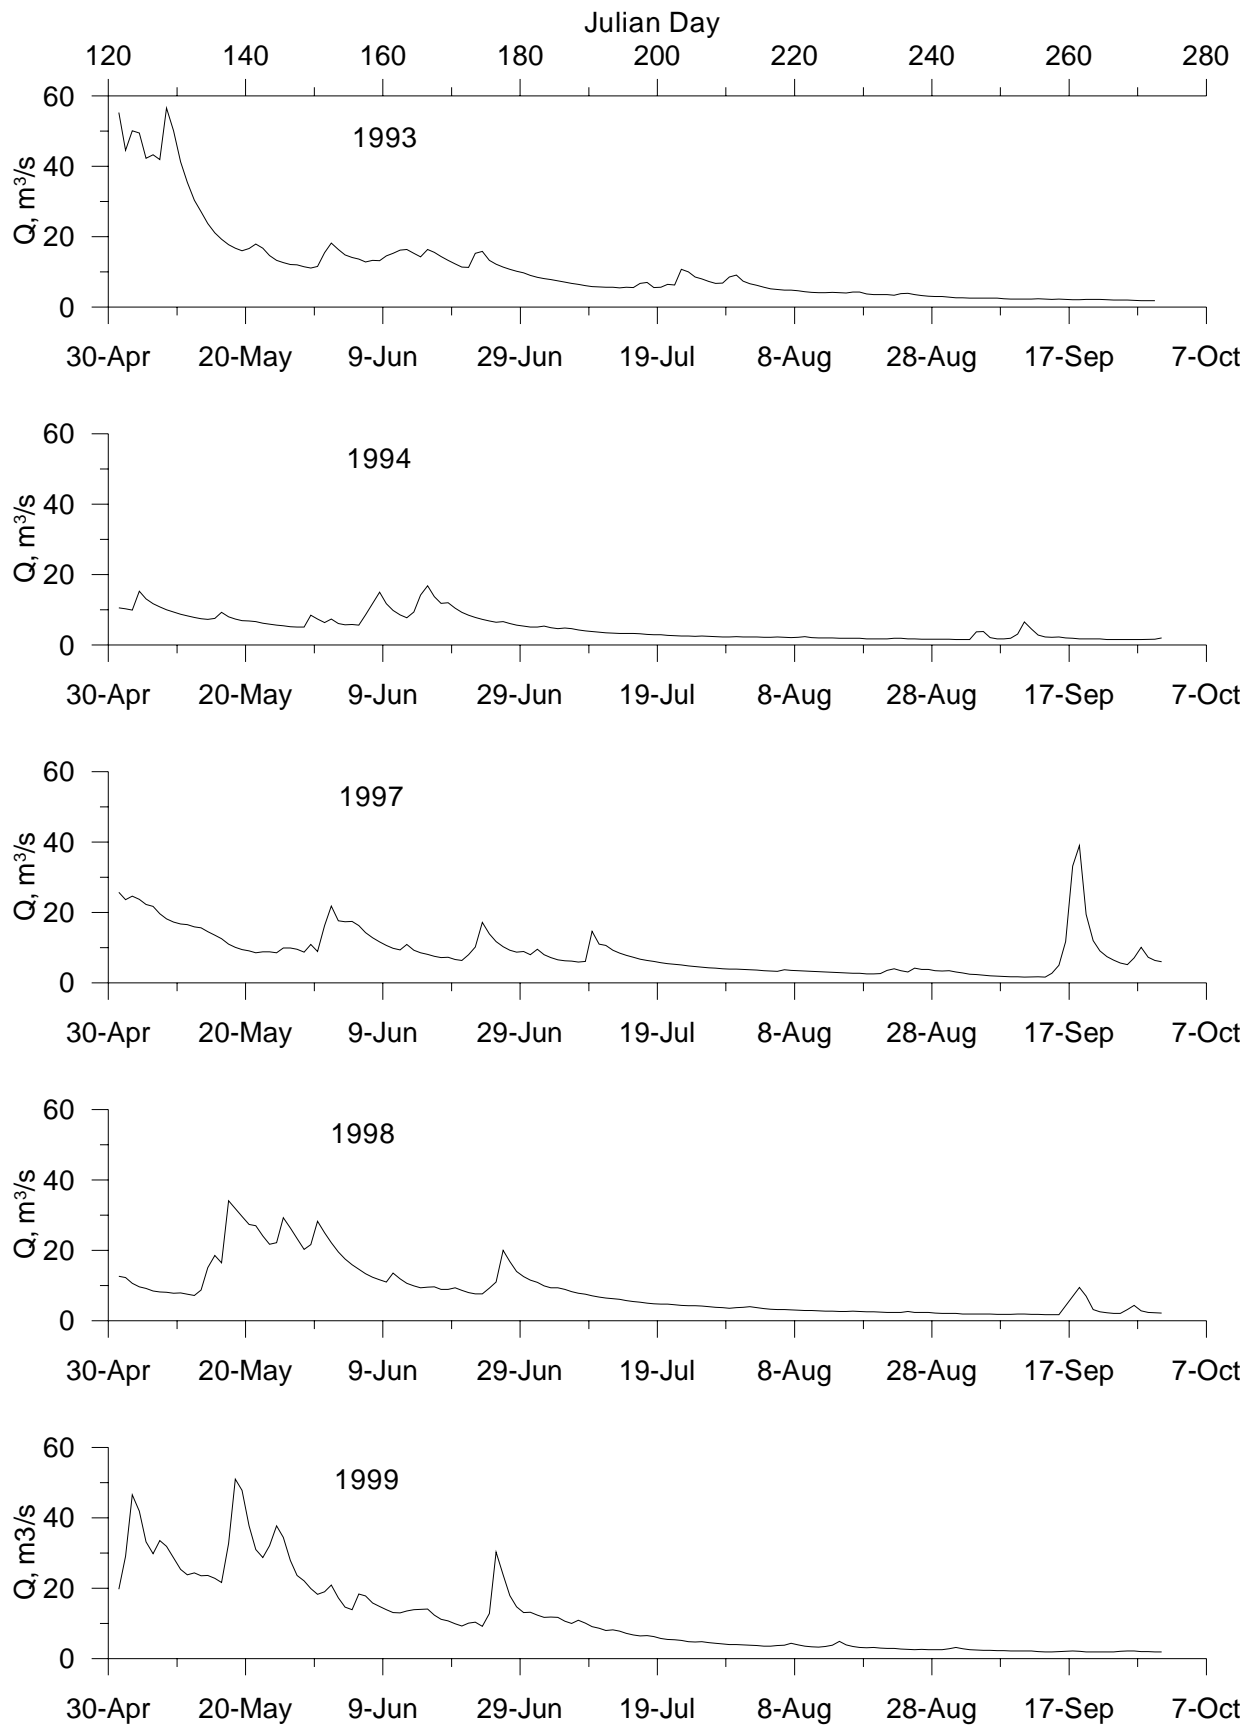 Julian Day
120 140 160 180 200 220 240 260 280
60
40
20
0
Q, m³/s
1993
30-Apr 20-May 9-Jun 29-Jun 19-Jul 8-Aug 28-Aug 17-Sep 7-Oct
60
40
20
0
Q, m³/s
1994
30-Apr 20-May 9-Jun 29-Jun 19-Jul 8-Aug 28-Aug 17-Sep 7-Oct
60
40
20
0
Q, m³/s
1997
30-Apr 20-May 9-Jun 29-Jun 19-Jul 8-Aug 28-Aug 17-Sep 7-Oct
60
40
20
0
Q, m³/s
1998
30-Apr 20-May 9-Jun 29-Jun 19-Jul 8-Aug 28-Aug 17-Sep 7-Oct
60
40
20
0
Q, m3/s
1999
30-Apr 20-May 9-Jun 29-Jun 19-Jul 8-Aug 28-Aug 17-Sep 7-Oct